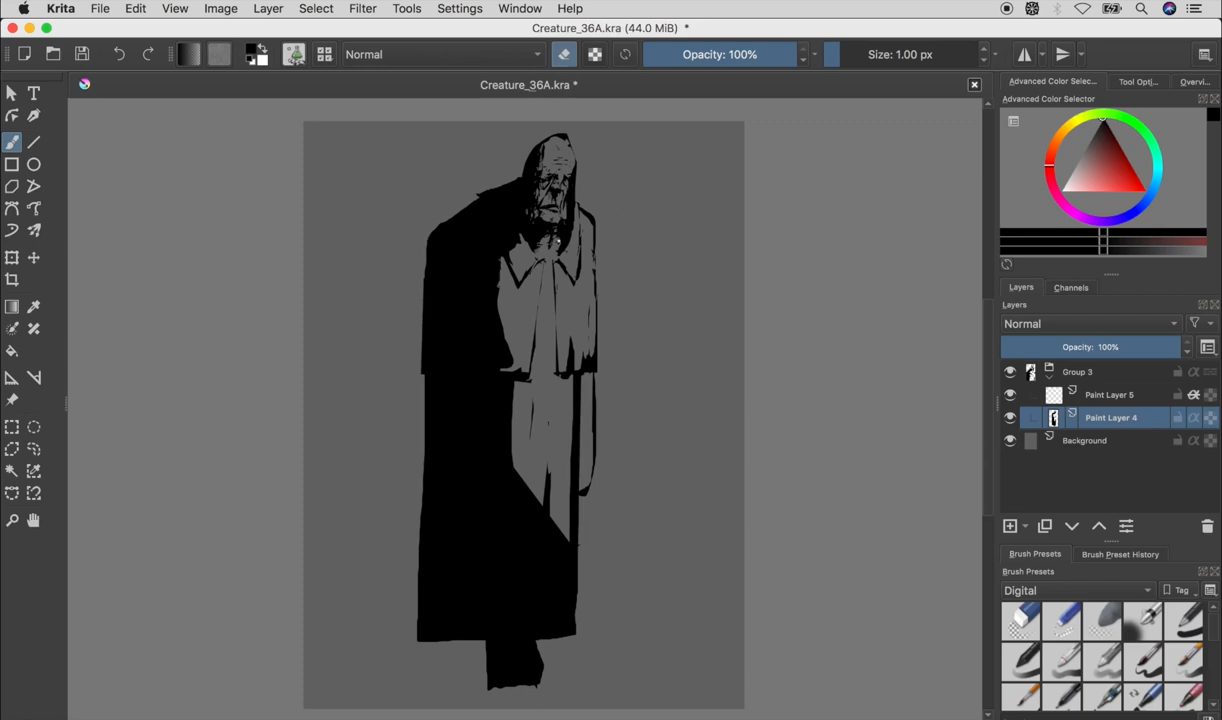 Krita File Edit View Image Layer Select Filter Tools Settings Window Help
Creature_36A.kra (44.0 MiB) *
Normal Opacity: 100% Size: 1.00 px
Creature_36A.kra *
Advanced Color Selec... Tool Opti... Overvi...
Advanced Color Selector
Layers Channels
Layers
Normal
Opacity: 100%
Group 3
Paint Layer 5
Paint Layer 4
Background
Brush Presets Brush Preset History
Brush Presets
Digital Tag